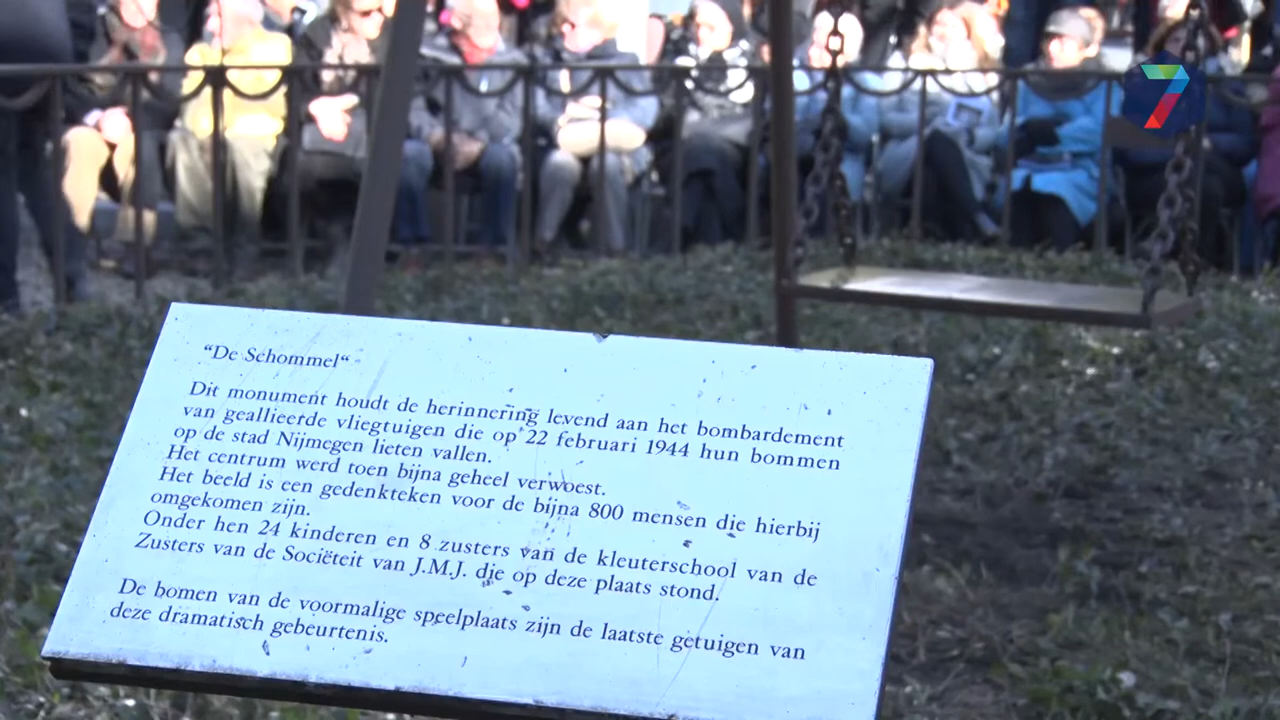 “De Schommel“
Dit monument houdt de herinnering levend aan het bombardement
van geallieerde vliegtuigen die op 22 februari 1944 hun bommen
op de stad Nijmegen lieten vallen.
Het centrum werd toen bijna geheel verwoest.
Het beeld is een gedenkteken voor de bijna 800 mensen die hierbij
omgekomen zijn.
Onder hen 24 kinderen en 8 zusters van de kleuterschool van de
Zusters van de Sociëteit van J.M.J. die op deze plaats stond.
De bomen van de voormalige speelplaats zijn de laatste getuigen van
deze dramatisch gebeurtenis.
7